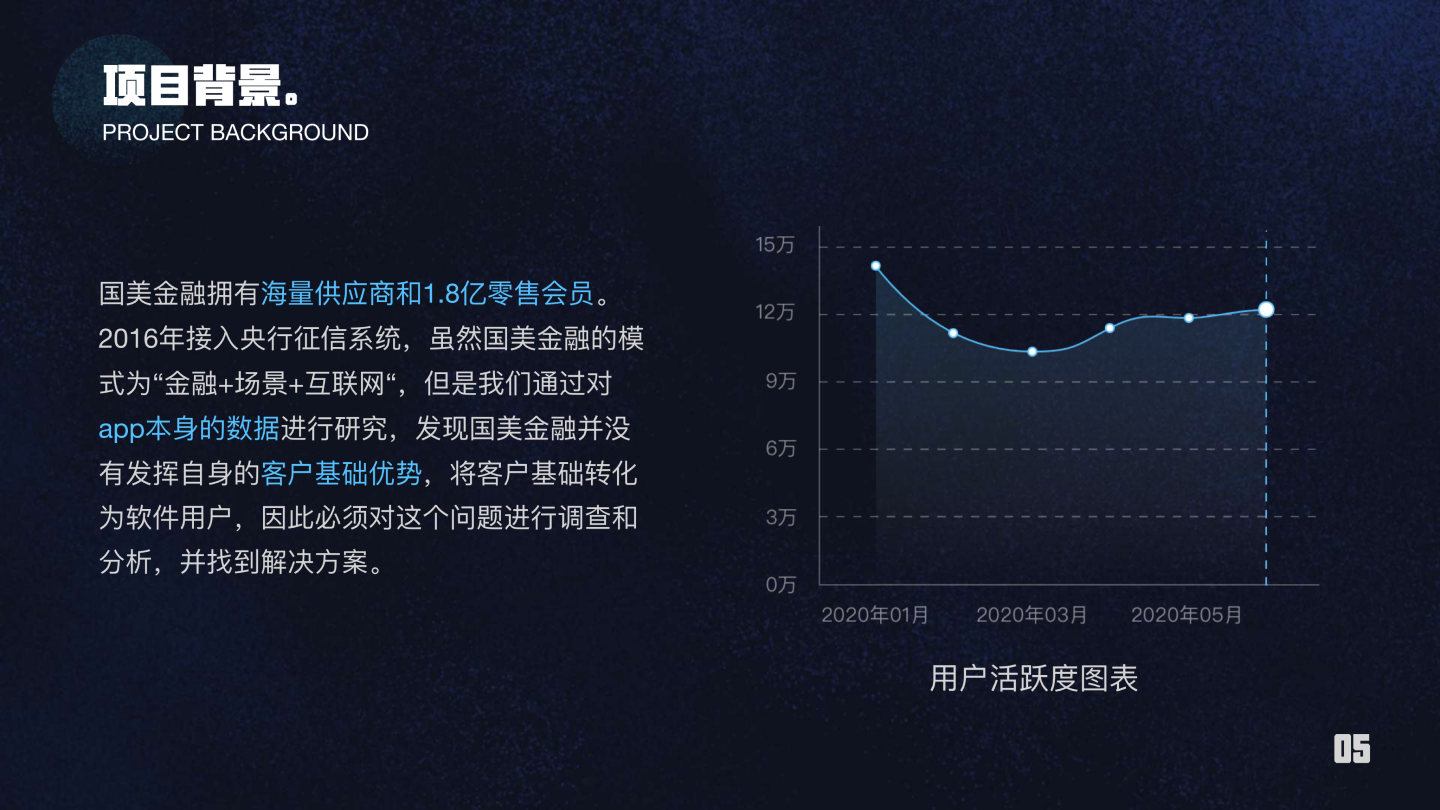 项目背景。
PROJECT BACKGROUND
国美金融拥有海量供应商和1.8亿零售会员。
2016年接入央行征信系统，虽然国美金融的模
式为“金融+场景+互联网“，但是我们通过对
app本身的数据进行研究，发现国美金融并没
有发挥自身的客户基础优势，将客户基础转化
为软件用户，因此必须对这个问题进行调查和
分析，并找到解决方案。
15万
12万
9万
6万
3万
0万
2020年01月 2020年03月 2020年05月
用户活跃度图表
05